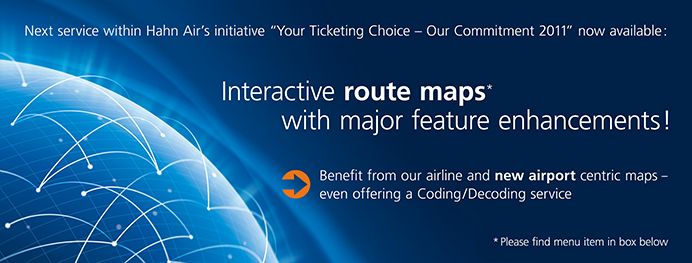 Next service within Hahn Air's initiative "Your Ticketing Choice – Our Commitment 2011" now available:
Interactive route maps*
with major feature enhancements!
Benefit from our airline and new airport centric maps –
even offering a Coding/Decoding service
* Please find menu item in box below